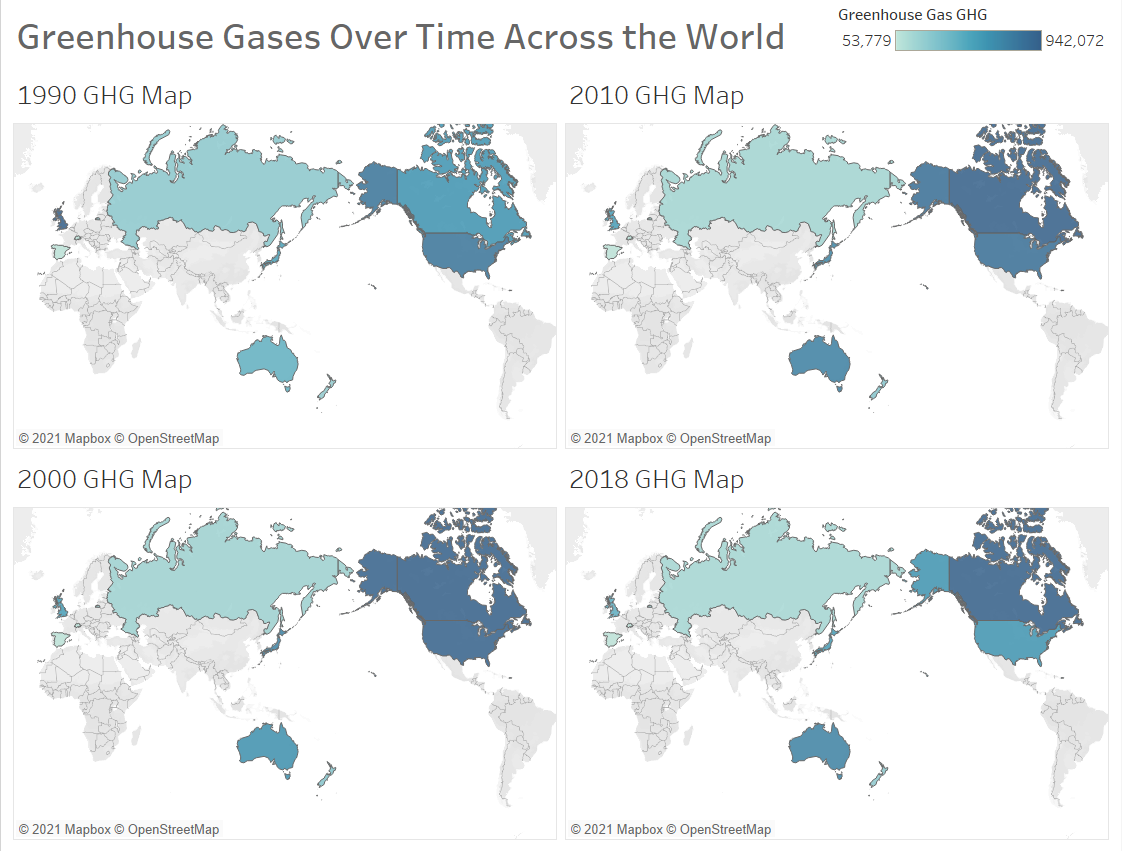 Greenhouse Gases Over Time Across the World
Greenhouse Gas GHG
53,779 942,072
1990 GHG Map
2010 GHG Map
© 2021 Mapbox © OpenStreetMap
© 2021 Mapbox © OpenStreetMap
2000 GHG Map
2018 GHG Map
© 2021 Mapbox © OpenStreetMap
© 2021 Mapbox © OpenStreetMap